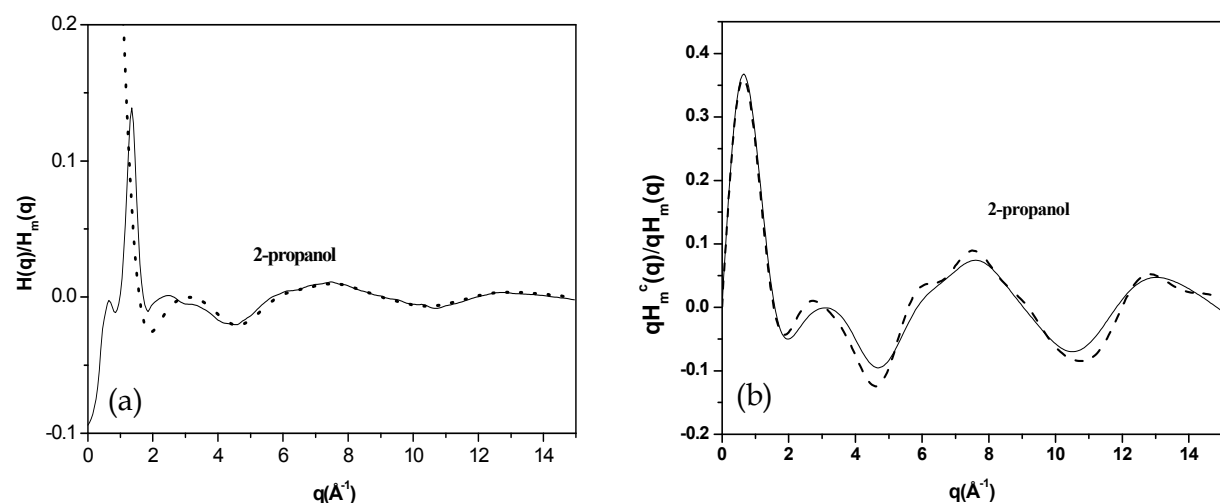 0.2
0.1
0.0
-0.1
H(q)/H_m(q)
2-propanol
(a)
0 2 4 6 8 10 12 14
q(Å⁻¹)
0.4
0.3
0.2
0.1
0.0
-0.1
-0.2
qH_m^c(q)/qH_m(q)
2-propanol
(b)
0 2 4 6 8 10 12 14
q(Å⁻¹)